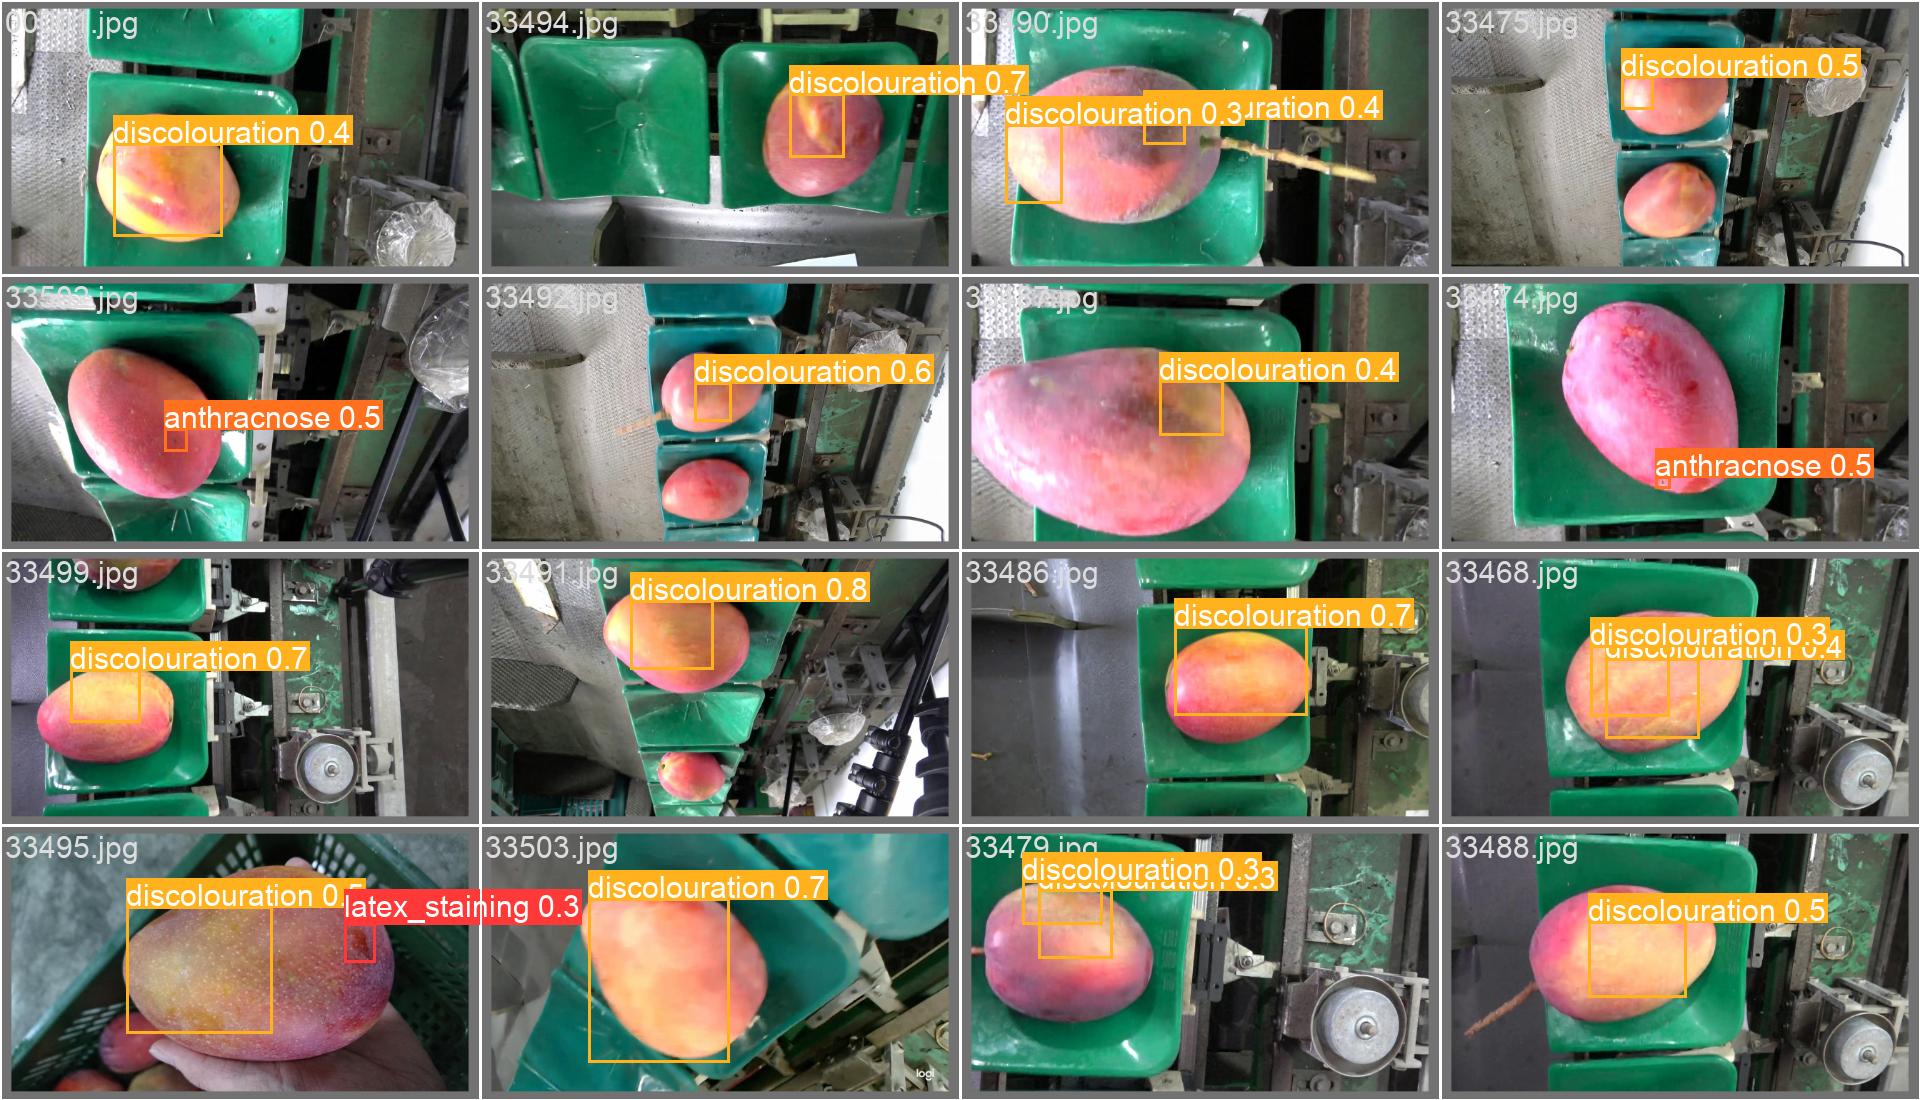 33494.jpg
33475.jpg
discolouration 0.4
discolouration 0.7
discolouration 0.3
discolouration 0.5
33492.jpg
anthracnose 0.5
discolouration 0.6
discolouration 0.4
anthracnose 0.5
33499.jpg
33491.jpg
33486.jpg
33468.jpg
discolouration 0.7
discolouration 0.8
discolouration 0.7
discolouration 0.3
33495.jpg
33503.jpg
33479.jpg
33488.jpg
discolouration
latex_staining 0.3
discolouration 0.7
discolouration 0.3
discolouration 0.5
logi